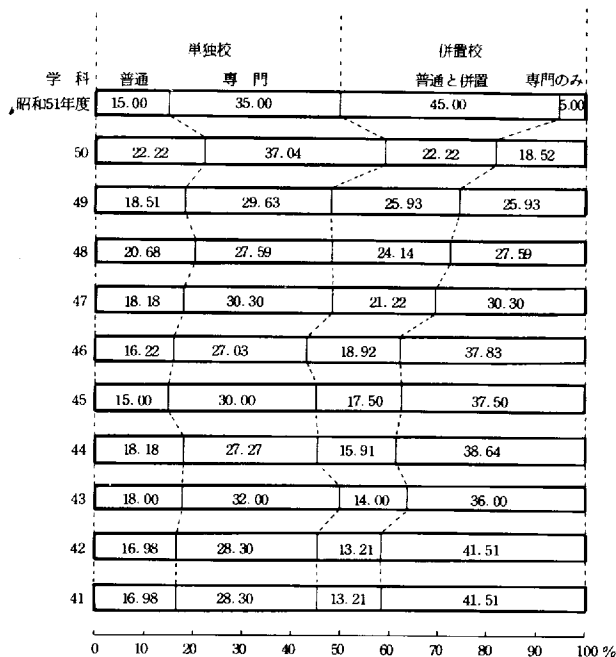 単独校 併置校
学科 普通 専門 普通と併置 専門のみ
昭和51年度 15.00 35.00 45.00 5.00
50 22.22 37.04 22.22 18.52
49 18.51 29.63 25.93 25.93
48 20.68 27.59 24.14 27.59
47 18.18 30.30 21.22 30.30
46 16.22 27.03 18.92 37.83
45 15.00 30.00 17.50 37.50
44 18.18 27.27 15.91 38.64
43 18.00 32.00 14.00 36.00
42 16.98 28.30 13.21 41.51
41 16.98 28.30 13.21 41.51
0 10 20 30 40 50 60 70 80 90 100 %